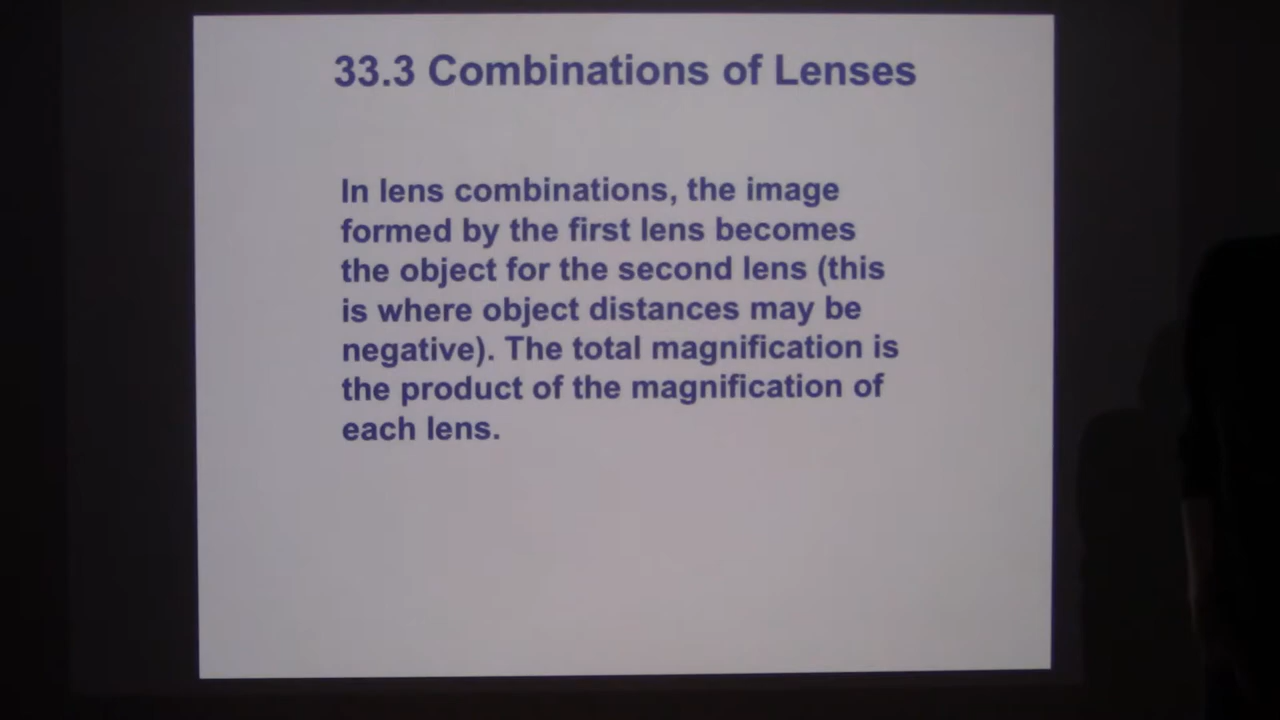 33.3 Combinations of Lenses
In lens combinations, the image
formed by the first lens becomes
the object for the second lens (this
is where object distances may be
negative). The total magnification is
the product of the magnification of
each lens.